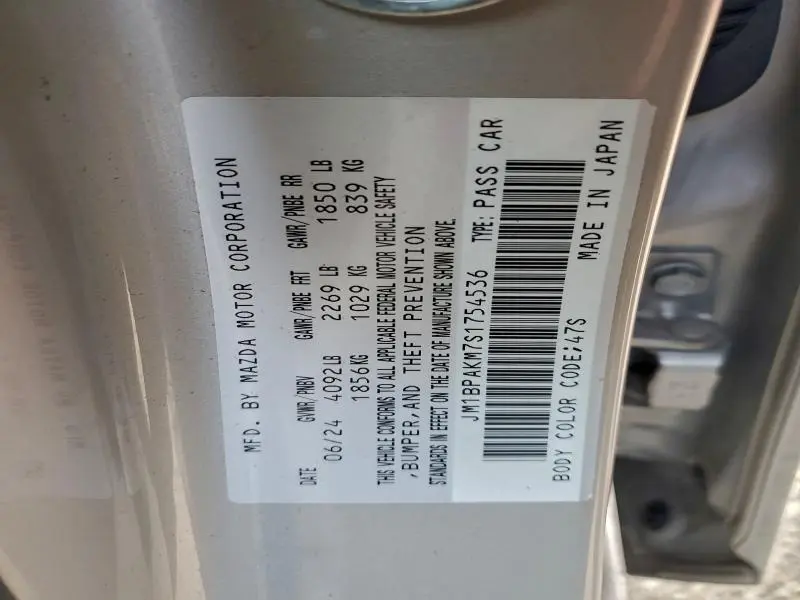 MFD. BY MAZDA MOTOR CORPORATION
DATE GVWR/PNBV GAWR/PNBE FRT GAWR/PNBE RR
06/24 4092LB 2269 LB 1850 LB
1856KG 1029 KG 839 KG
THIS VEHICLE CONFORMS TO ALL APPLICABLE FEDERAL MOTOR VEHICLE SAFETY
,BUMPER,AND THEFT PREVENTION
STANDARDS IN EFFECT ON THE DATE OF MANUFACTURE SHOWN ABOVE.
JM1BPAKM7S1754536 TYPE: PASS CAR
BODY COLOR CODE:47S MADE IN JAPAN